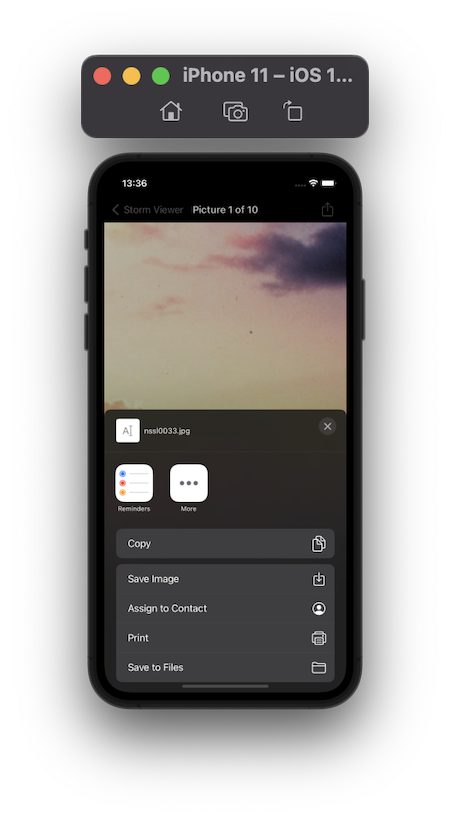 iPhone 11 – iOS 1...
13:36
Storm Viewer Picture 1 of 10
A nssl0033.jpg
Reminders More
Copy
Save Image
Assign to Contact
Print
Save to Files